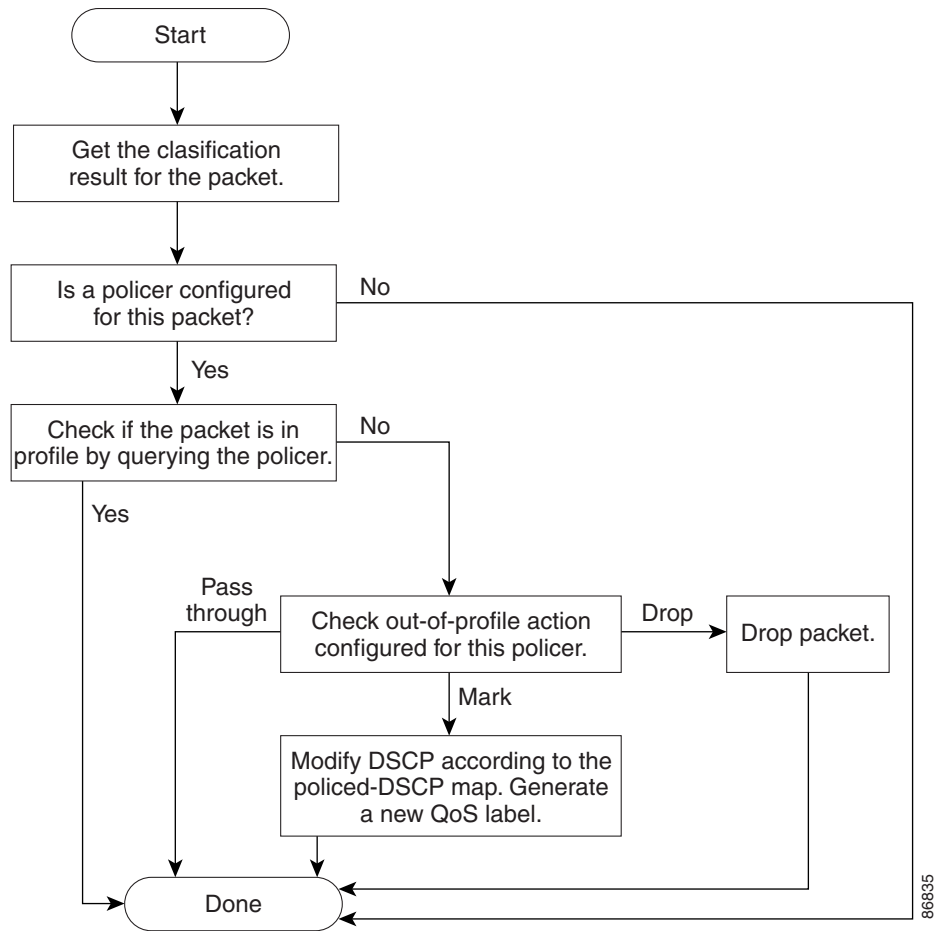 Start
Get the clasification
result for the packet.
Is a policer configured
for this packet?
No
Yes
Check if the packet is in
profile by querying the policer.
No
Yes
Pass
through
Check out-of-profile action
configured for this policer.
Drop
Drop packet.
Mark
Modify DSCP according to the
policed-DSCP map. Generate
a new QoS label.
Done
86835